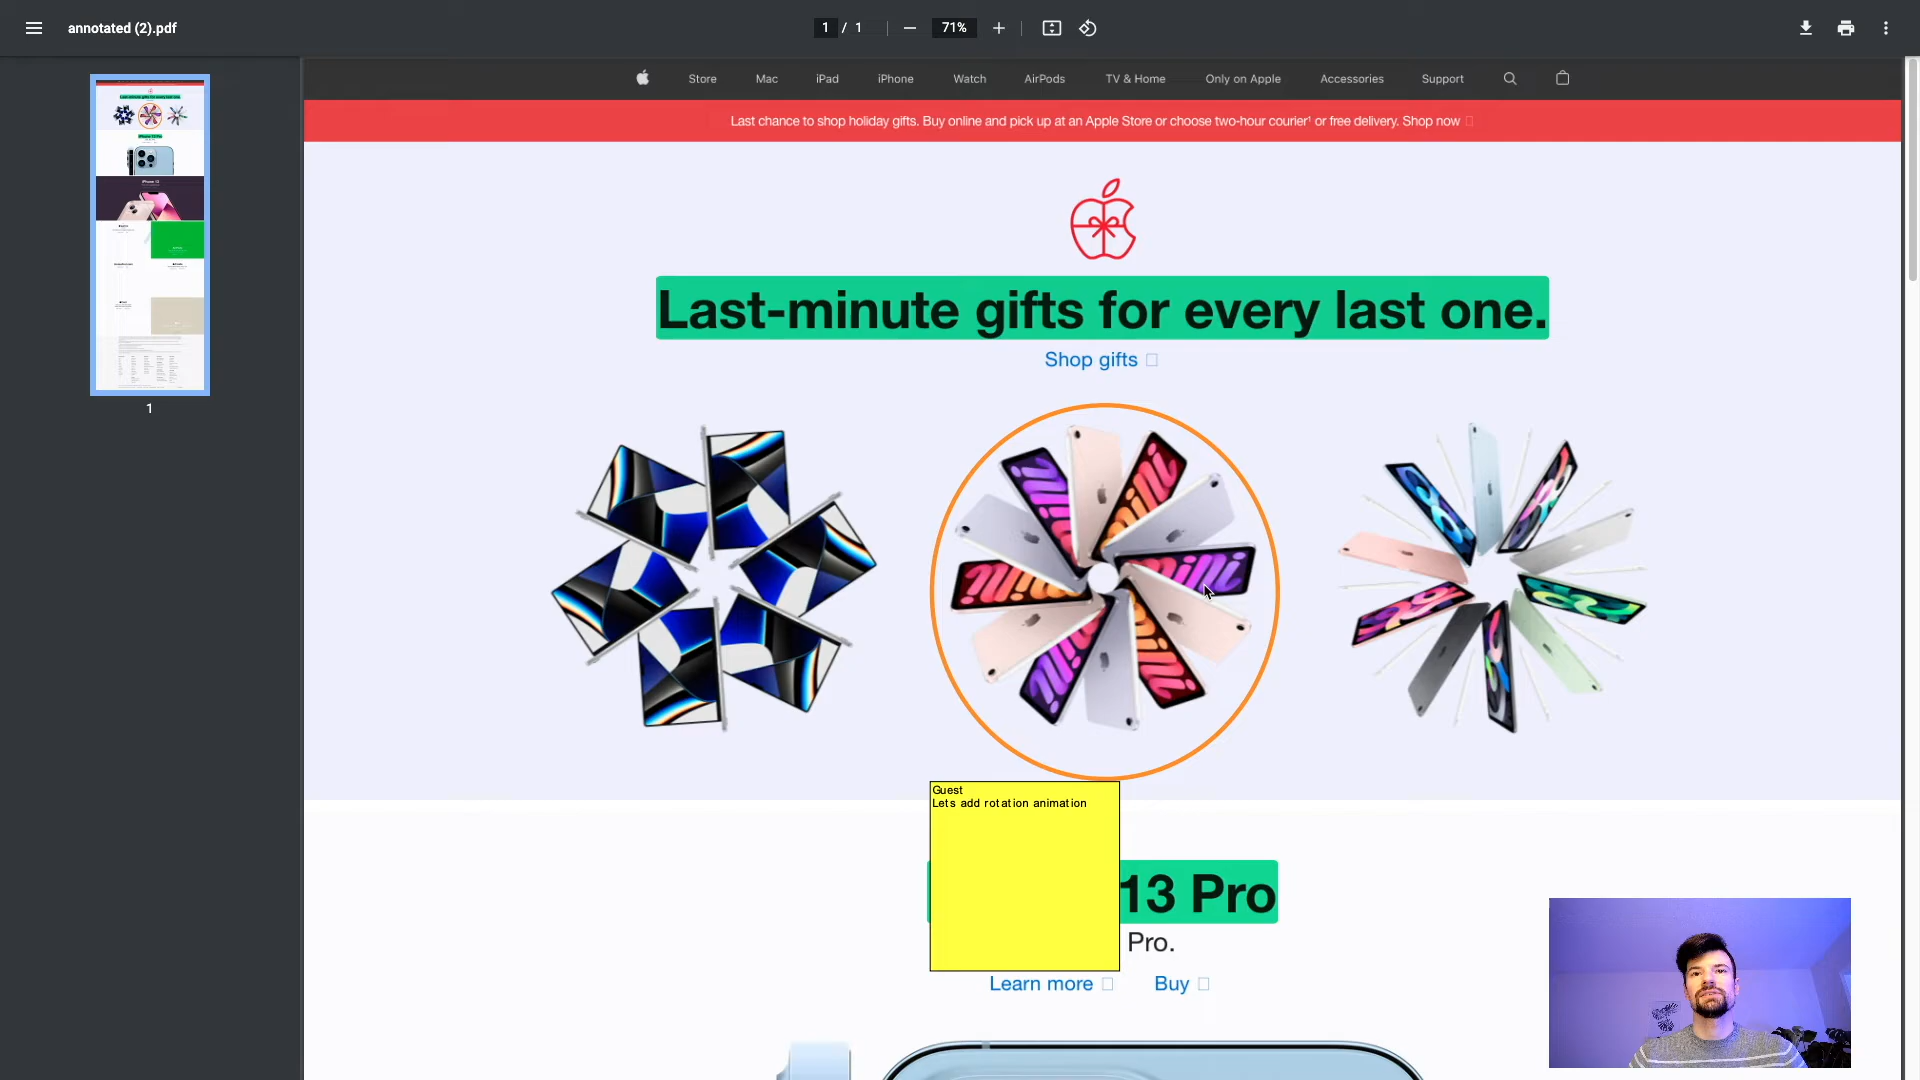 annotated (2).pdf
1 / 1
71%
Store Mac iPad iPhone Watch AirPods TV & Home Only on Apple Accessories Support
Last chance to shop holiday gifts. Buy online and pick up at an Apple Store or choose two-hour courier¹ or free delivery. Shop now
Last-minute gifts for every last one.
Shop gifts
Guest
Lets add rotation animation
13 Pro
Pro.
Learn more Buy
1